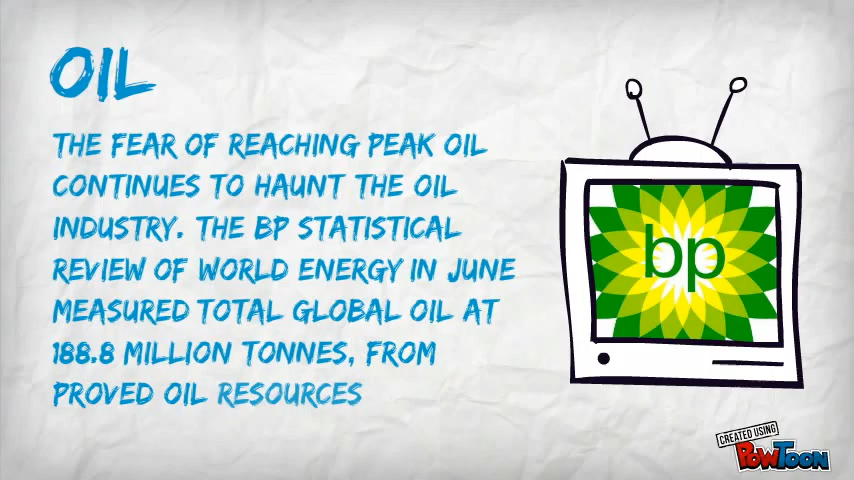 OIL
THE FEAR OF REACHING PEAK OIL
CONTINUES TO HAUNT THE OIL
INDUSTRY. THE BP STATISTICAL
REVIEW OF WORLD ENERGY IN JUNE
MEASURED TOTAL GLOBAL OIL AT
188.8 MILLION TONNES, FROM
PROVED OIL RESOURCES
bp
CREATED USING
POWTOON